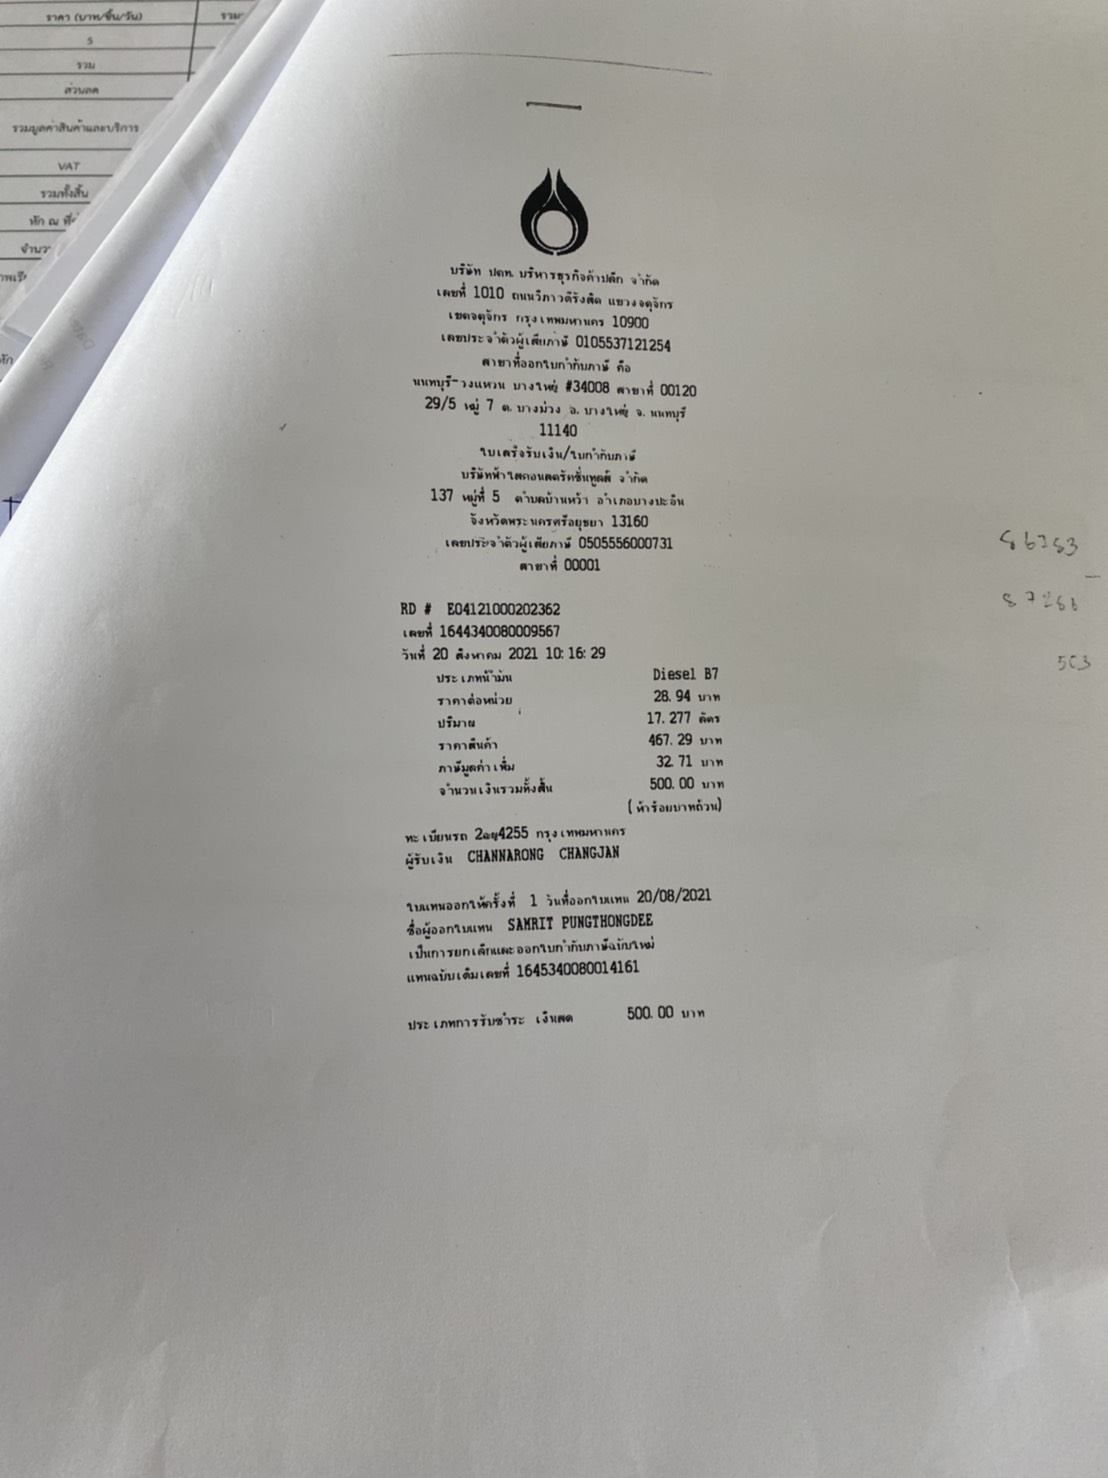 ราคา (บาท/ชิ้น/วัน)
รวม
5
รวม
ส่วนลด
รวมมูลค่าสินค้าและบริการ
VAT
รวมทั้งสิ้น
หัก ณ ที่
จำนว
บริษัท ปตท. บริหารธุรกิจค้าปลีก จำกัด
เลขที่ 1010 ถนนวิภาวดีรังสิต แขวงจตุจักร
เขตจตุจักร กรุงเทพมหานคร 10900
เลขประจำตัวผู้เสียภาษี 0105537121254
สาขาที่ออกใบกำกับภาษี คือ
นนทบุรี-วงแหวน บางใหญ่ #34008 สาขาที่ 00120
29/5 หมู่ 7 ต. บางม่วง อ. บางใหญ่ จ. นนทบุรี
11140
ใบเสร็จรับเงิน/ใบกำกับภาษี
บริษัทฟ้าใสคอนสตรัคชั่นทูลส์ จำกัด
137 หมู่ที่ 5 ตำบลบ้านหว้า อำเภอบางปะอิน
จังหวัดพระนครศรีอยุธยา 13160
เลขประจำตัวผู้เสียภาษี 0505556000731
สาขาที่ 00001
RD # E04121000202362
เลขที่ 1644340080009567
วันที่ 20 สิงหาคม 2021 10:16:29
ประเภทน้ำมัน Diesel B7
ราคาต่อหน่วย 28.94 บาท
ปริมาณ 17.277 ลิตร
ราคาสินค้า 467.29 บาท
ภาษีมูลค่าเพิ่ม 32.71 บาท
จำนวนเงินรวมทั้งสิ้น 500.00 บาท
(ห้าร้อยบาทถ้วน)
ทะเบียนรถ 2ฒฐ4255 กรุงเทพมหานคร
ผู้รับเงิน CHANNARONG CHANGJAN
ใบแทนออกให้ครั้งที่ 1 วันที่ออกใบแทน 20/08/2021
ชื่อผู้ออกใบแทน SAMRIT PUNGTHONGDEE
เป็นการยกเลิกและออกใบกำกับภาษีฉบับใหม่
แทนฉบับเดิมเลขที่ 1645340080014161
ประเภทการรับชำระ เงินสด 500.00 บาท
503